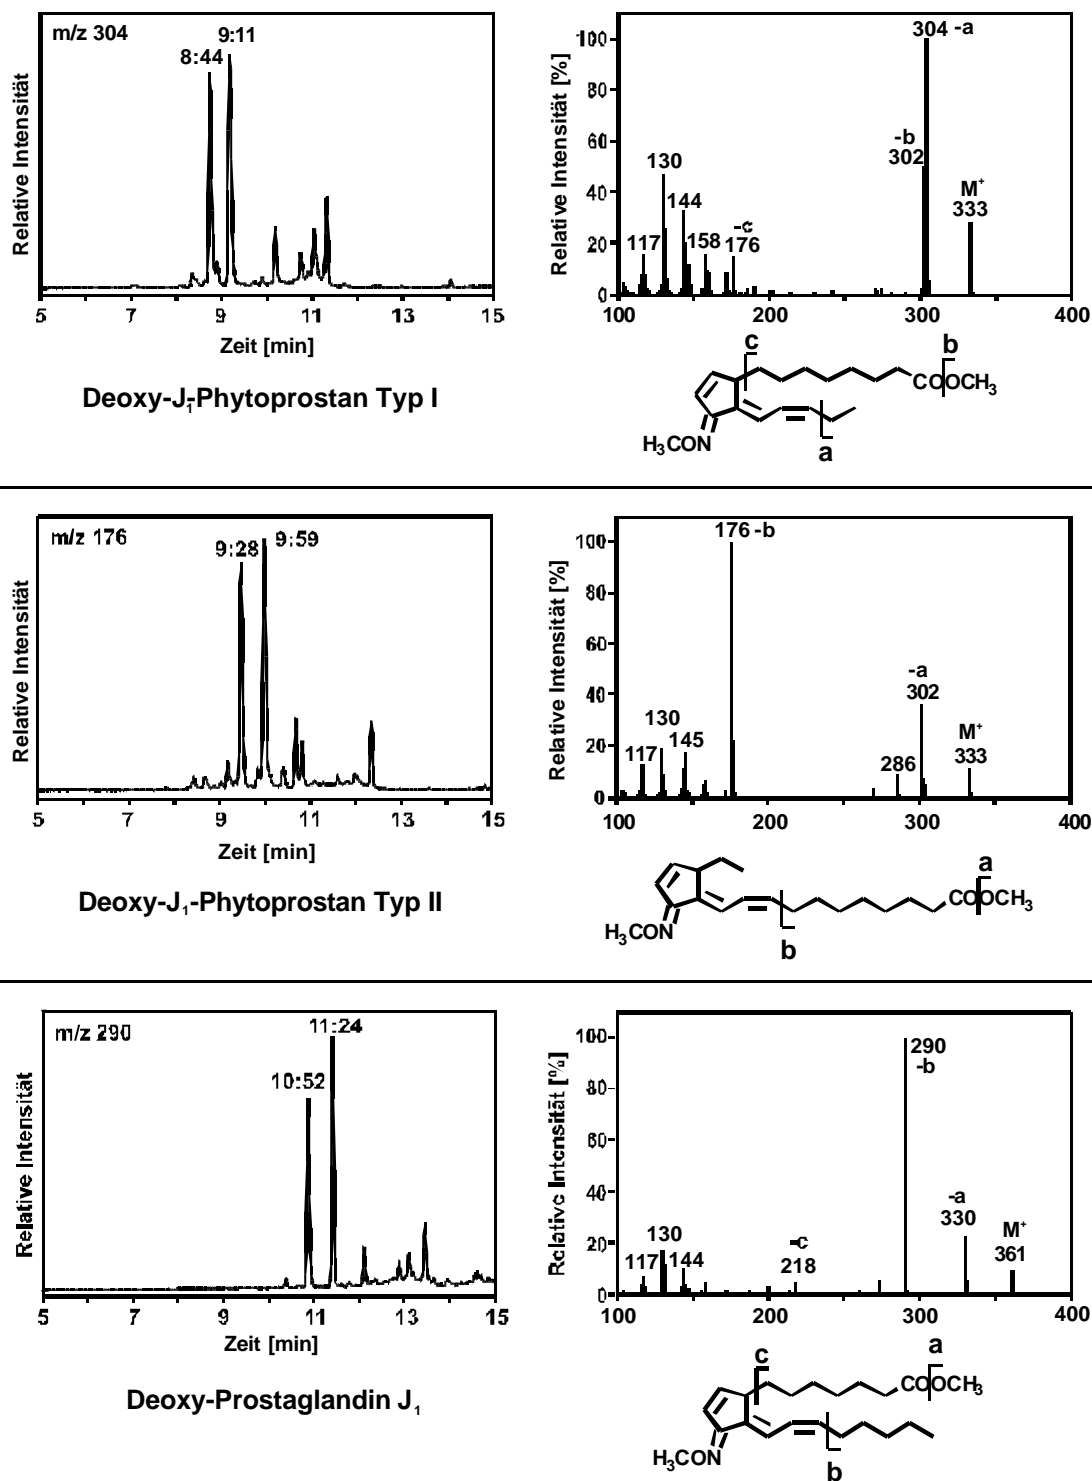 m/z 304
8:44
9:11
Relative Intensität
5 7 9 11 13 15
Zeit [min]
Deoxy-J1-Phytoprostan Typ I
Relative Intensität [%]
100
80
60
40
20
0
117
130
144
158
-c
176
-b
302
304 -a
M+
333
100 200 300 400
c
b
COOCH3
H3CON
a
m/z 176
9:28
9:59
Relative Intensität
5 7 9 11 13 15
Zeit [min]
Deoxy-J1-Phytoprostan Typ II
Relative Intensität [%]
100
80
60
40
20
0
117
130
145
176 -b
286
-a
302
M+
333
100 200 300 400
a
COOCH3
H3CON
b
m/z 290
10:52
11:24
Relative Intensität
5 7 9 11 13 15
Zeit [min]
Deoxy-Prostaglandin J1
Relative Intensität [%]
100
80
60
40
20
0
117
130
144
-c
218
290
-b
-a
330
M+
361
100 200 300 400
c
a
COOCH3
H3CON
b